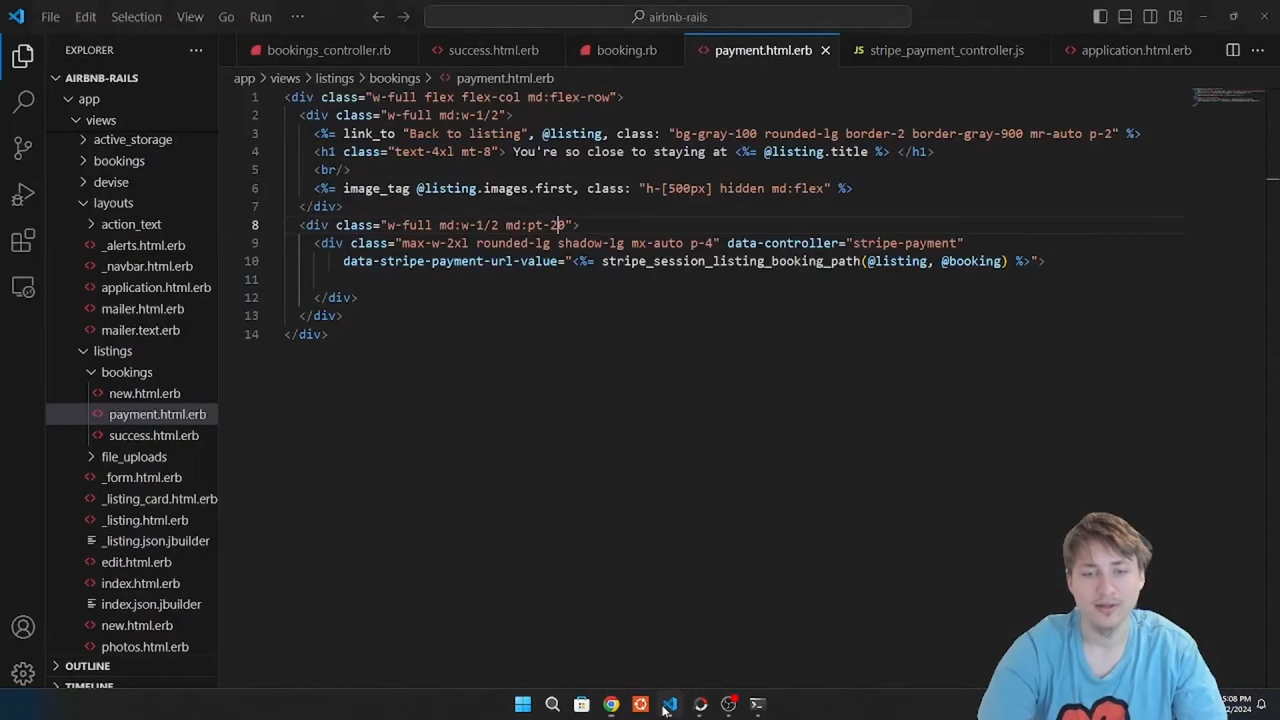 File Edit Selection View Go Run ··· airbnb-rails
EXPLORER ···
bookings_controller.rb success.html.erb booking.rb payment.html.erb stripe_payment_controller.js application.html.erb ···
AIRBNB-RAILS
app > views > listings > bookings > payment.html.erb
app
views
active_storage
bookings
devise
layouts
action_text
_alerts.html.erb
_navbar.html.erb
application.html.erb
mailer.html.erb
mailer.text.erb
listings
bookings
new.html.erb
payment.html.erb
success.html.erb
file_uploads
_form.html.erb
_listing_card.html.erb
_listing.html.erb
_listing.json.jbuilder
edit.html.erb
index.html.erb
index.json.jbuilder
new.html.erb
photos.html.erb
OUTLINE
TIMELINE
1 <div class="w-full flex flex-col md:flex-row">
2 <div class="w-full md:w-1/2">
3 <%= link_to "Back to listing", @listing, class: "bg-gray-100 rounded-lg border-2 border-gray-900 mr-auto p-2" %>
4 <h1 class="text-4xl mt-8"> You're so close to staying at <%= @listing.title %> </h1>
5 <br/>
6 <%= image_tag @listing.images.first, class: "h-[500px] hidden md:flex" %>
7 </div>
8 <div class="w-full md:w-1/2 md:pt-20">
9 <div class="max-w-2xl rounded-lg shadow-lg mx-auto p-4" data-controller="stripe-payment"
10 data-stripe-payment-url-value="<%= stripe_session_listing_booking_path(@listing, @booking) %>">
11
12 </div>
13 </div>
14 </div>